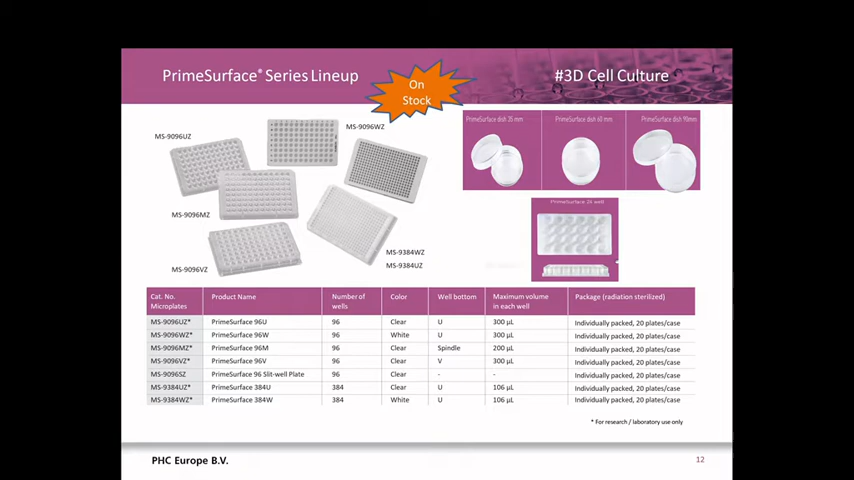 PrimeSurface® Series Lineup
On
Stock
#3D Cell Culture
MS-9096UZ
MS-9096WZ
MS-9096MZ
MS-9096VZ
MS-9384WZ
MS-9384UZ
PrimeSurface dish 35 mm
PrimeSurface dish 60 mm
PrimeSurface dish 90mm
PrimeSurface 24 well
Cat. No. Microplates Product Name Number of wells Color Well bottom Maximum volume in each well Package (radiation sterilized)
MS-9096UZ* PrimeSurface 96U 96 Clear U 300 µL Individually packed, 20 plates/case
MS-9096WZ* PrimeSurface 96W 96 White U 300 µL Individually packed, 20 plates/case
MS-9096MZ* PrimeSurface 96M 96 Clear Spindle 200 µL Individually packed, 20 plates/case
MS-9096VZ* PrimeSurface 96V 96 Clear V 300 µL Individually packed, 20 plates/case
MS-9096SZ PrimeSurface 96 Slit-well Plate 96 Clear - - Individually packed, 20 plates/case
MS-9384UZ* PrimeSurface 384U 384 Clear U 106 µL Individually packed, 20 plates/case
MS-9384WZ* PrimeSurface 384W 384 White U 106 µL Individually packed, 20 plates/case
* For research / laboratory use only
PHC Europe B.V.
12